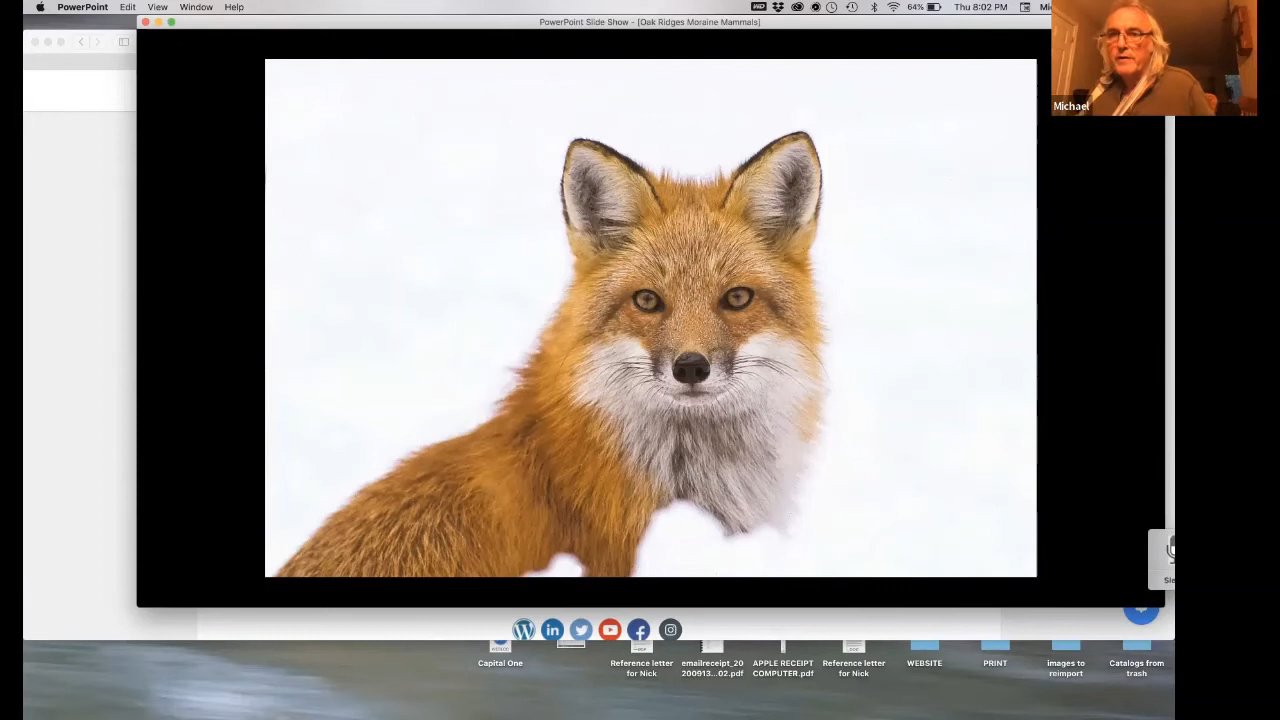 PowerPoint Edit View Window Help
64% Thu 8:02 PM
PowerPoint Slide Show - [Oak Ridges Moraine Mammals]
Michael
Capital One
Reference letter
for Nick
emailreceipt_20
200913...02.pdf
APPLE RECEIPT
COMPUTER.pdf
Reference letter
for Nick
WEBSITE
PRINT
images to
reimport
Catalogs from
trash